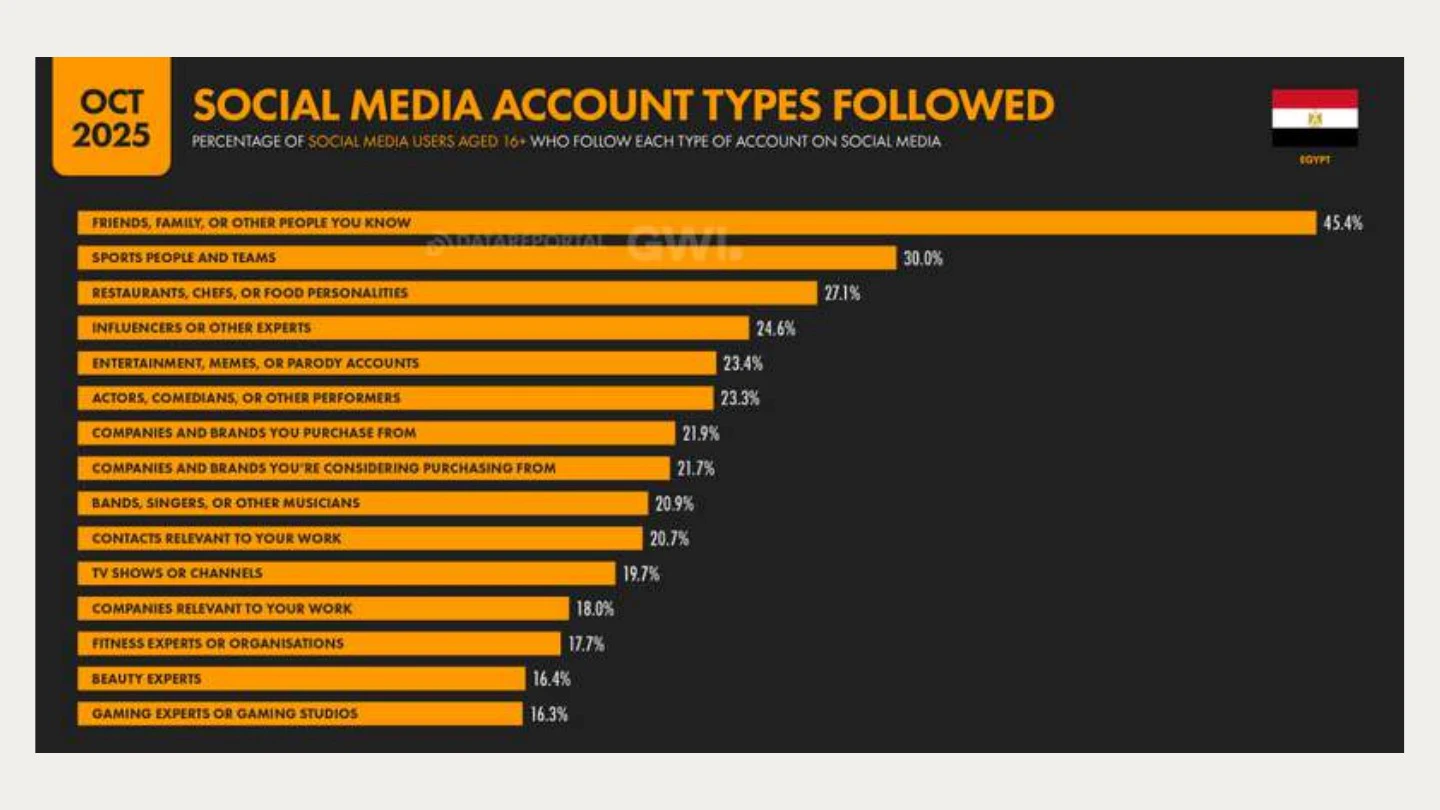 OCT
2025
SOCIAL MEDIA ACCOUNT TYPES FOLLOWED
PERCENTAGE OF SOCIAL MEDIA USERS AGED 16+ WHO FOLLOW EACH TYPE OF ACCOUNT ON SOCIAL MEDIA
EGYPT
FRIENDS, FAMILY, OR OTHER PEOPLE YOU KNOW 45.4%
DATAREPORTAL GWI.
SPORTS PEOPLE AND TEAMS 30.0%
RESTAURANTS, CHEFS, OR FOOD PERSONALITIES 27.1%
INFLUENCERS OR OTHER EXPERTS 24.6%
ENTERTAINMENT, MEMES, OR PARODY ACCOUNTS 23.4%
ACTORS, COMEDIANS, OR OTHER PERFORMERS 23.3%
COMPANIES AND BRANDS YOU PURCHASE FROM 21.9%
COMPANIES AND BRANDS YOU'RE CONSIDERING PURCHASING FROM 21.7%
BANDS, SINGERS, OR OTHER MUSICIANS 20.9%
CONTACTS RELEVANT TO YOUR WORK 20.7%
TV SHOWS OR CHANNELS 19.7%
COMPANIES RELEVANT TO YOUR WORK 18.0%
FITNESS EXPERTS OR ORGANISATIONS 17.7%
BEAUTY EXPERTS 16.4%
GAMING EXPERTS OR GAMING STUDIOS 16.3%